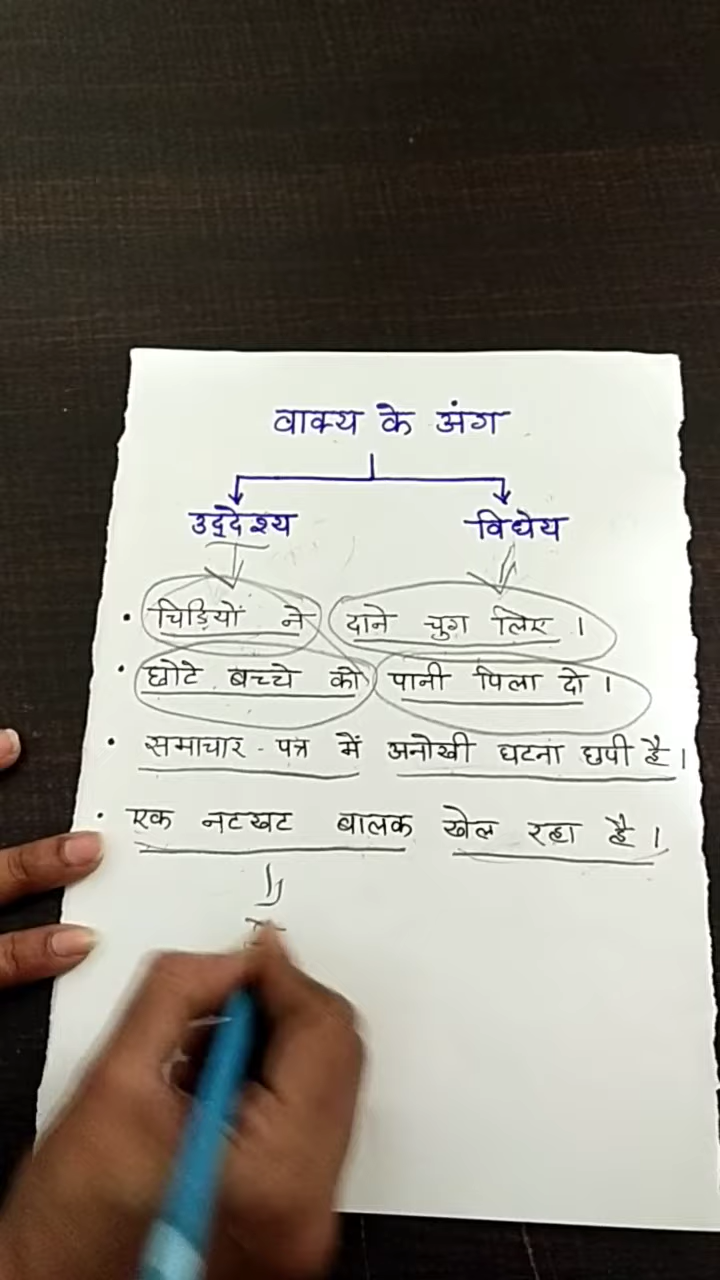 वाक्य के अंग
उद्देश्य विधेय
• चिड़ियों ने दाने चुग लिए ।
• छोटे बच्चे को पानी पिला दो ।
• समाचार - पत्र में अनोखी घटना छपी है ।
• एक नटखट बालक खेल रहा है ।